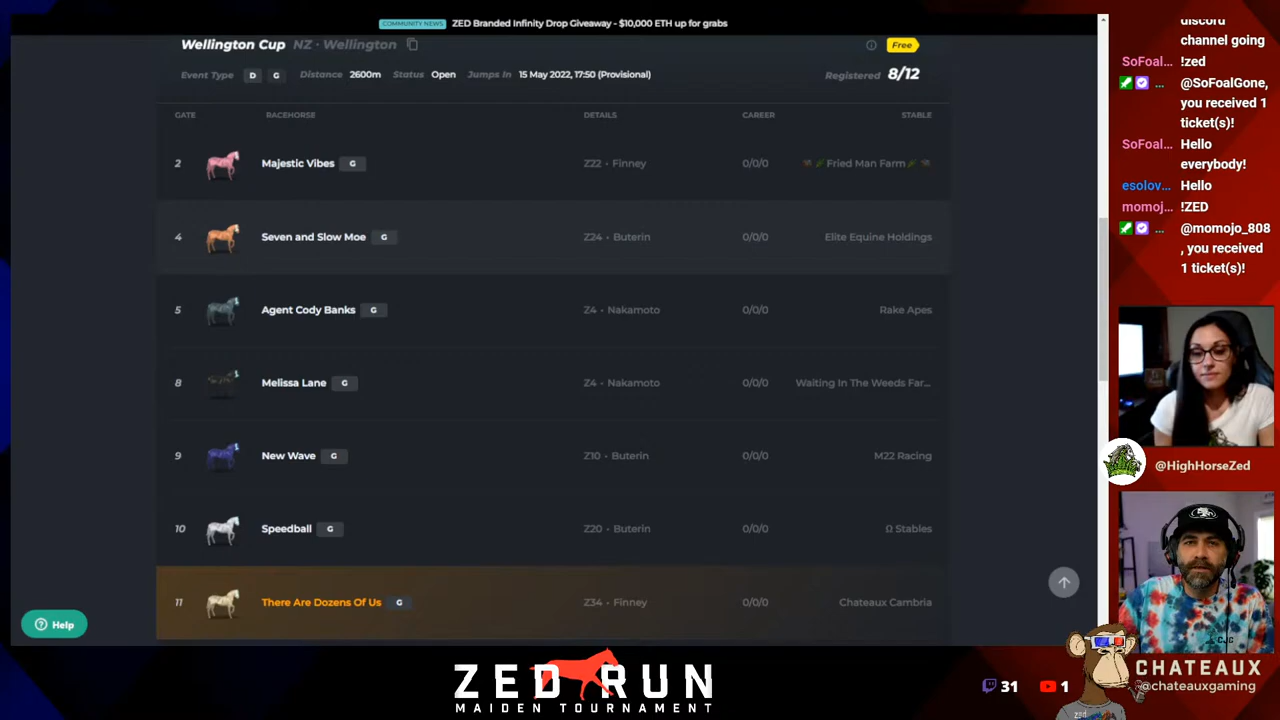 COMMUNITY NEWS ZED Branded Infinity Drop Giveaway - $10,000 ETH up for grabs
Wellington Cup NZ · Wellington Free
Event Type D G Distance 2600m Status Open Jumps In 15 May 2022, 17:50 (Provisional) Registered 8/12
GATE RACEHORSE DETAILS CAREER STABLE
2 Majestic Vibes G Z22 • Finney 0/0/0 Fried Man Farm
4 Seven and Slow Moe G Z24 • Buterin 0/0/0 Elite Equine Holdings
5 Agent Cody Banks G Z4 • Nakamoto 0/0/0 Rake Apes
8 Melissa Lane G Z4 • Nakamoto 0/0/0 Waiting In The Weeds Far...
9 New Wave G Z10 • Buterin 0/0/0 M22 Racing
10 Speedball G Z20 • Buterin 0/0/0 Ω Stables
11 There Are Dozens Of Us G Z34 • Finney 0/0/0 Chateaux Cambria
Help
ZED RUN
MAIDEN TOURNAMENT
31 1
discord
channel going
SoFoal... !zed
... @SoFoalGone,
you received 1
ticket(s)!
SoFoal... Hello
everybody!
esolov... Hello
momoj... !ZED
... @momojo_808
, you received
1 ticket(s)!
@HighHorseZed
CHATEAUX
@chateauxgaming